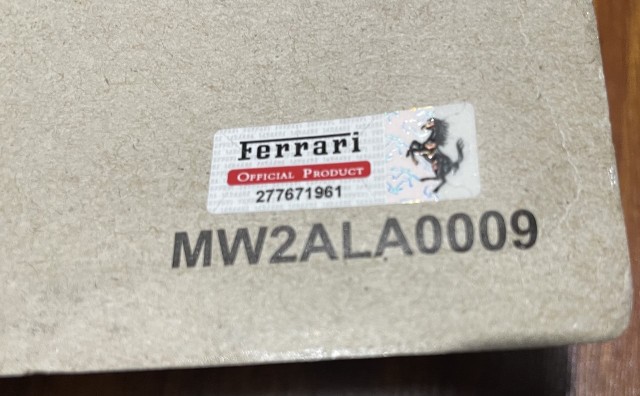 Ferrari
OFFICIAL PRODUCT
277671961
MW2ALA0009